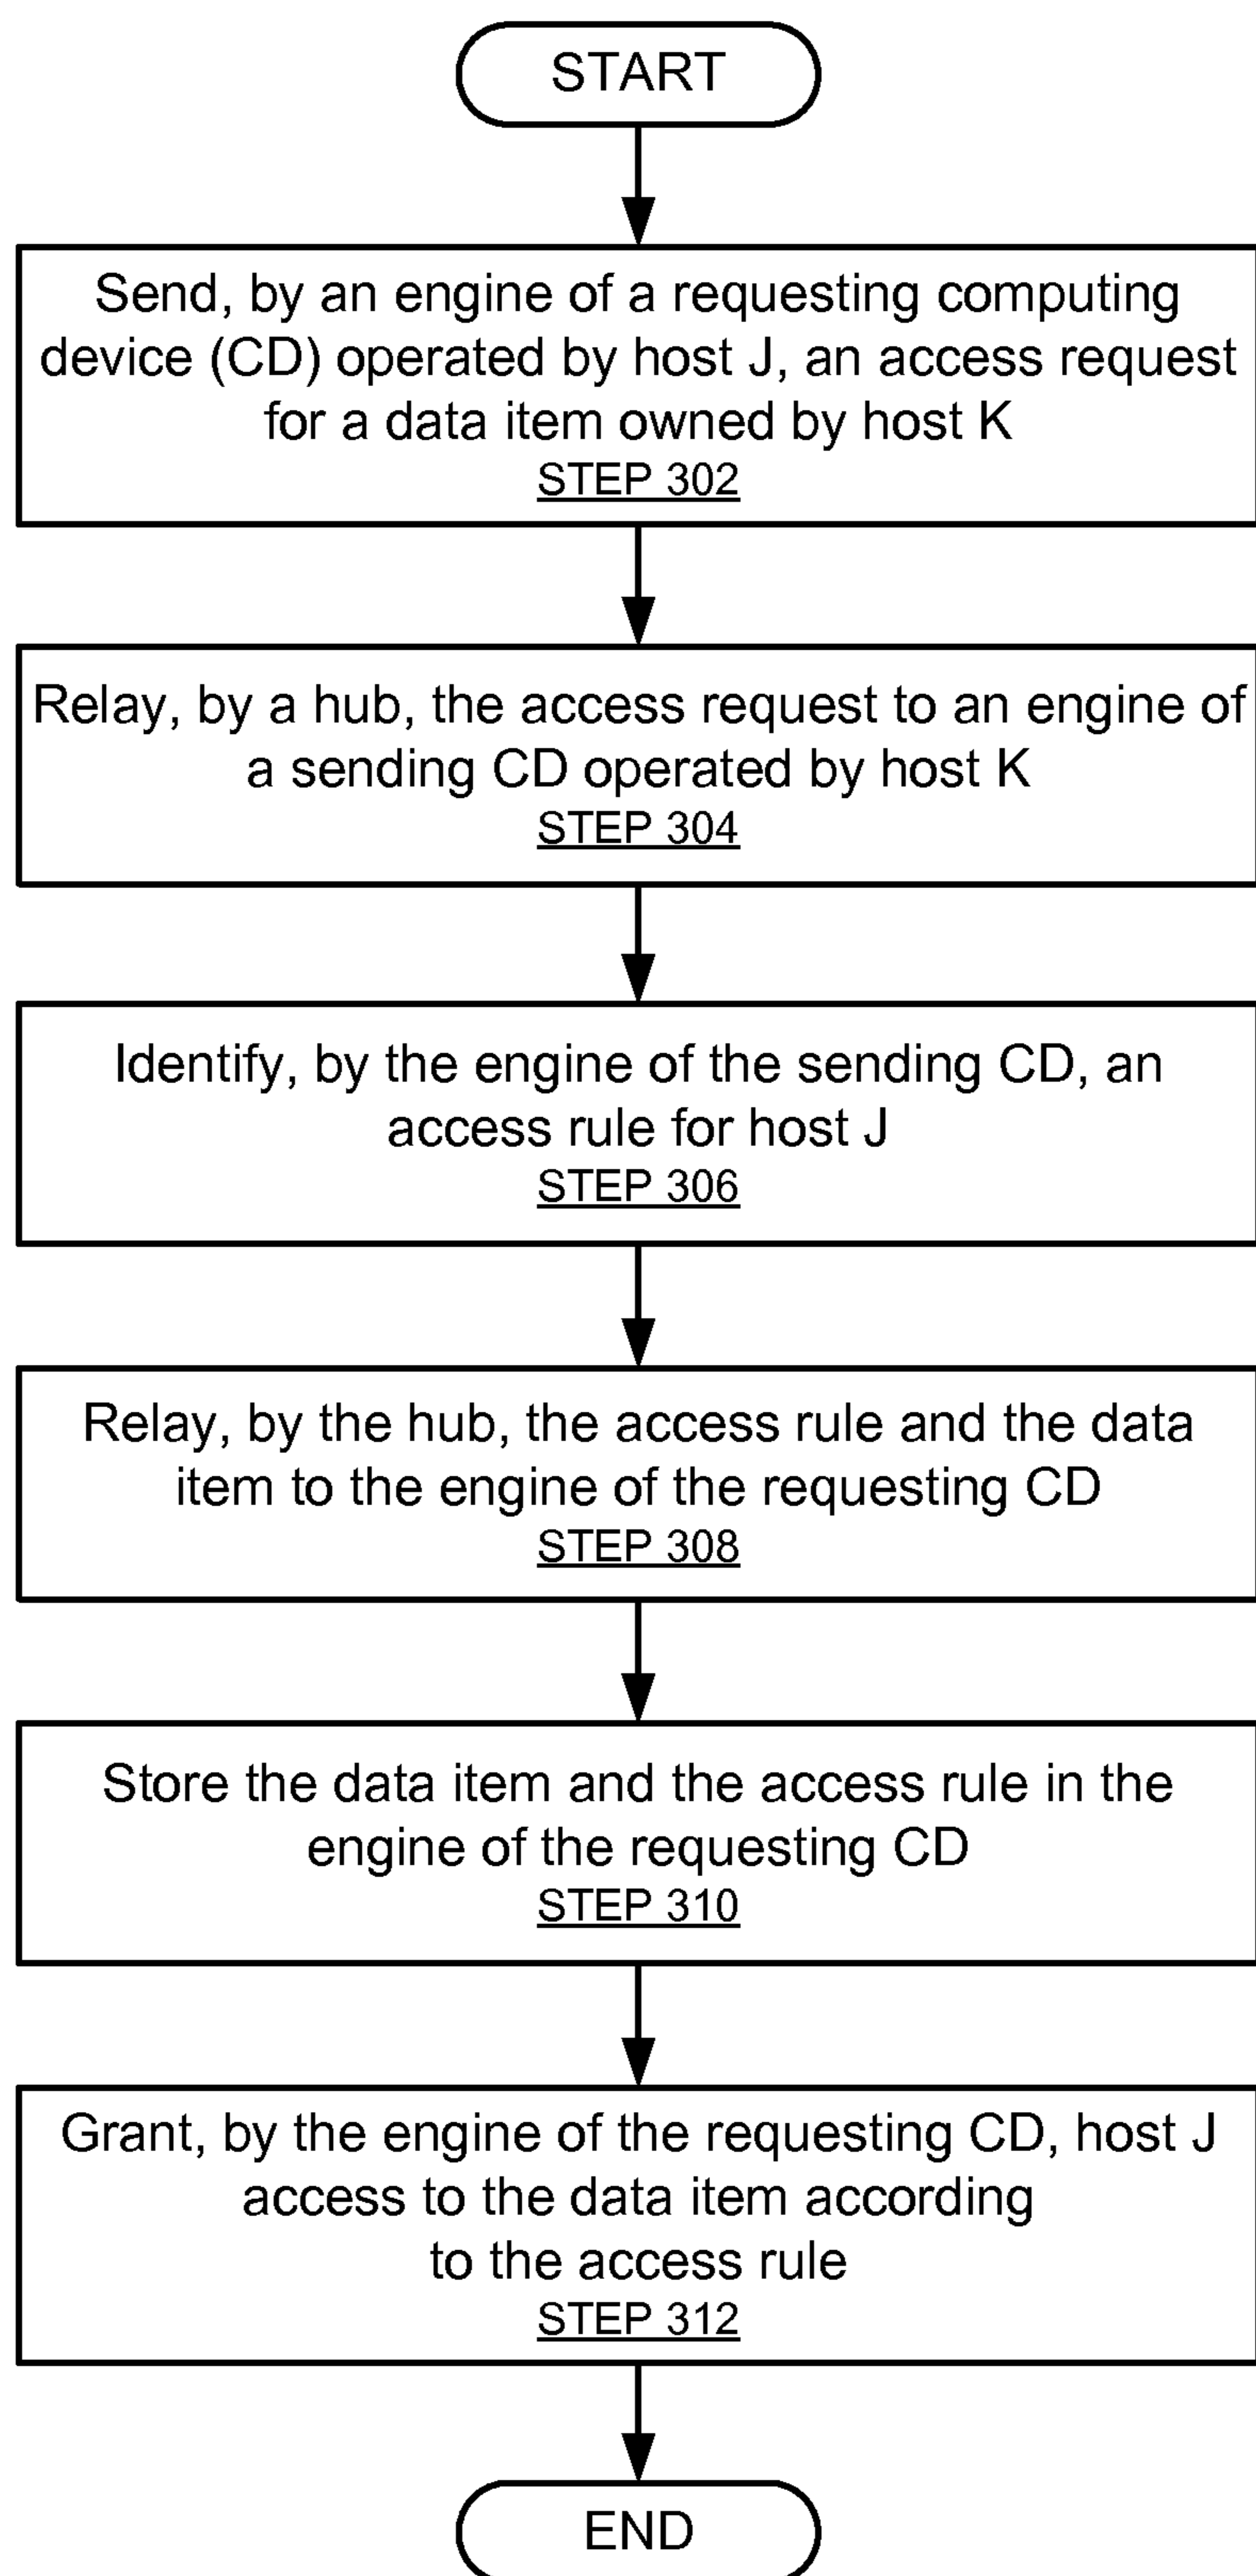 START
Send, by an engine of a requesting computing
device (CD) operated by host J, an access request
for a data item owned by host K
STEP 302
Relay, by a hub, the access request to an engine of
a sending CD operated by host K
STEP 304
Identify, by the engine of the sending CD, an
access rule for host J
STEP 306
Relay, by the hub, the access rule and the data
item to the engine of the requesting CD
STEP 308
Store the data item and the access rule in the
engine of the requesting CD
STEP 310
Grant, by the engine of the requesting CD, host J
access to the data item according
to the access rule
STEP 312
END